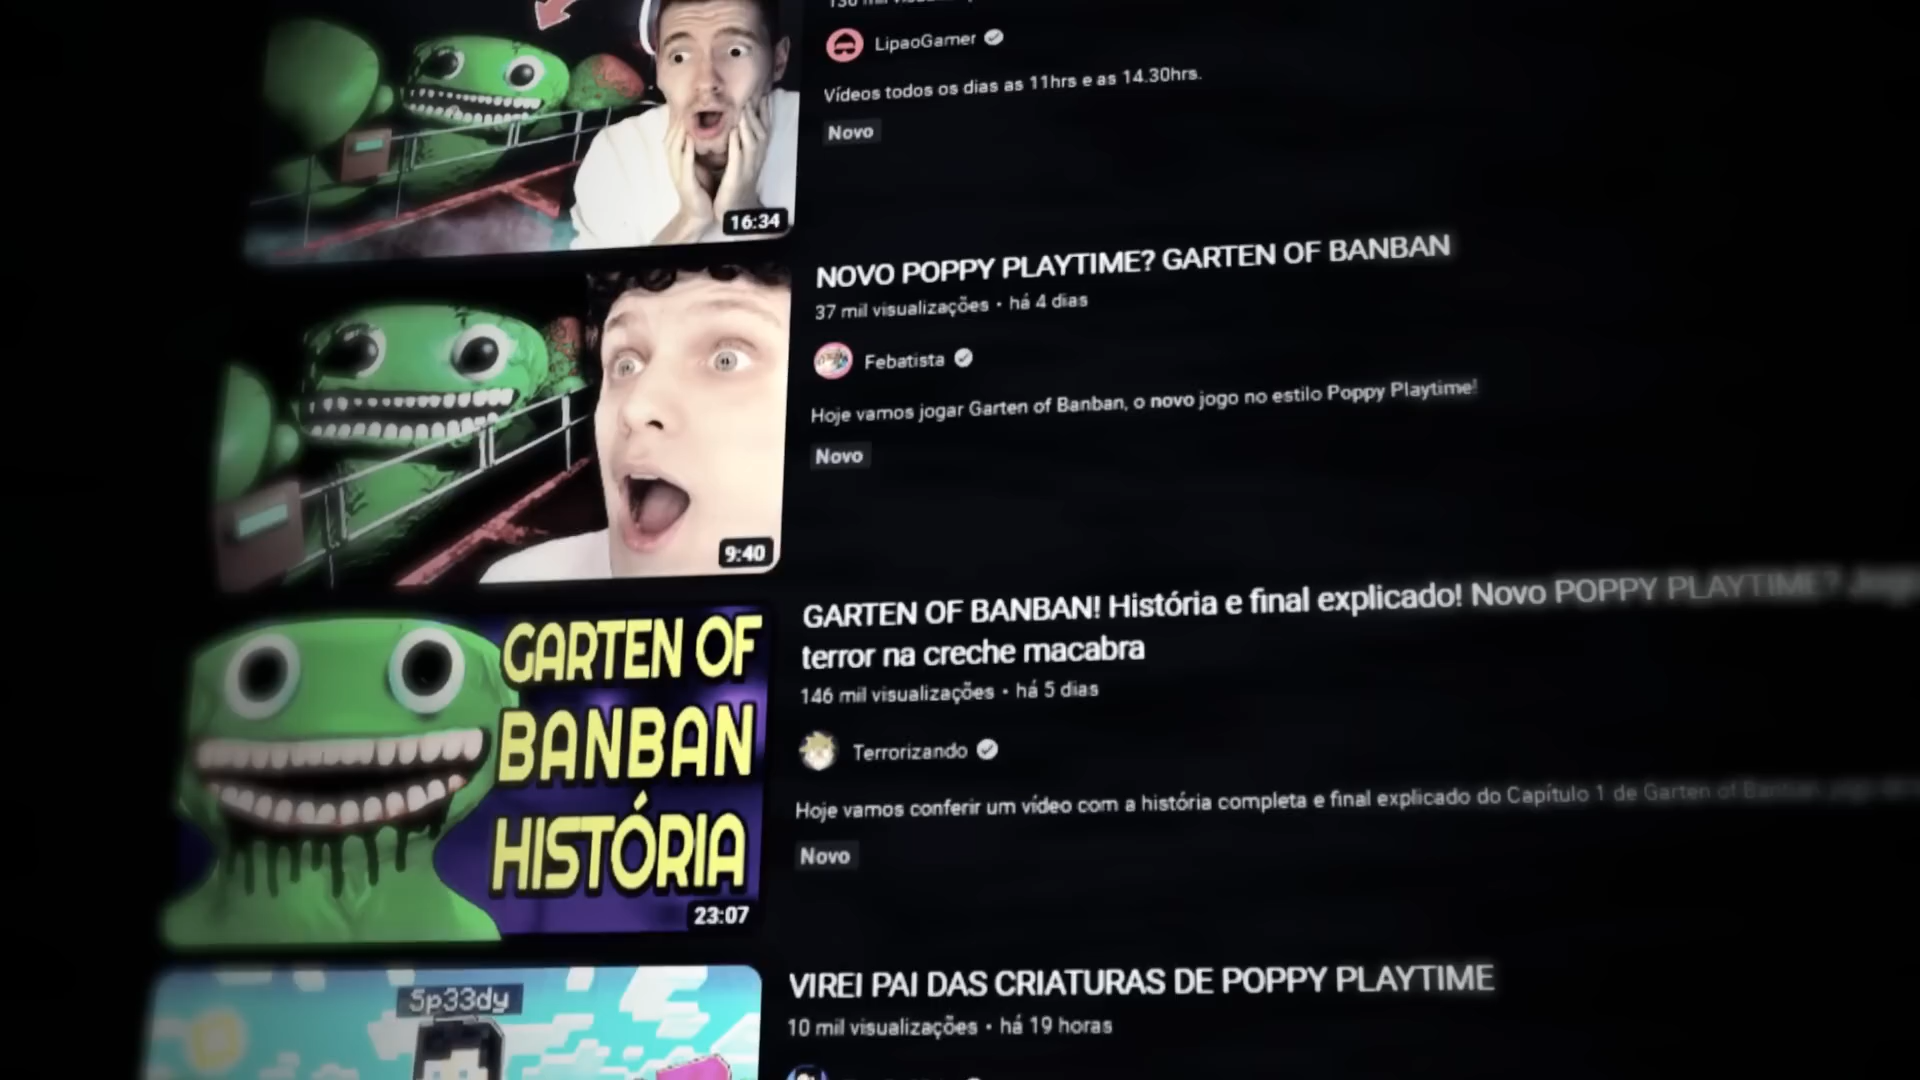 LipaoGamer
Vídeos todos os dias as 11hrs e as 14.30hrs.
Novo
16:34
NOVO POPPY PLAYTIME? GARTEN OF BANBAN
37 mil visualizações • há 4 dias
Febatista
Hoje vamos jogar Garten of Banban, o novo jogo no estilo Poppy Playtime!
Novo
9:40
GARTEN OF BANBAN! História e final explicado! Novo POPPY PLAYTIME?
terror na creche macabra
146 mil visualizações • há 5 dias
Terrorizando
Hoje vamos conferir um vídeo com a história completa e final explicado do Capítulo 1 de Garten of Banban
Novo
GARTEN OF
BANBAN
HISTÓRIA
23:07
VIREI PAI DAS CRIATURAS DE POPPY PLAYTIME
10 mil visualizações • há 19 horas
5p33dy